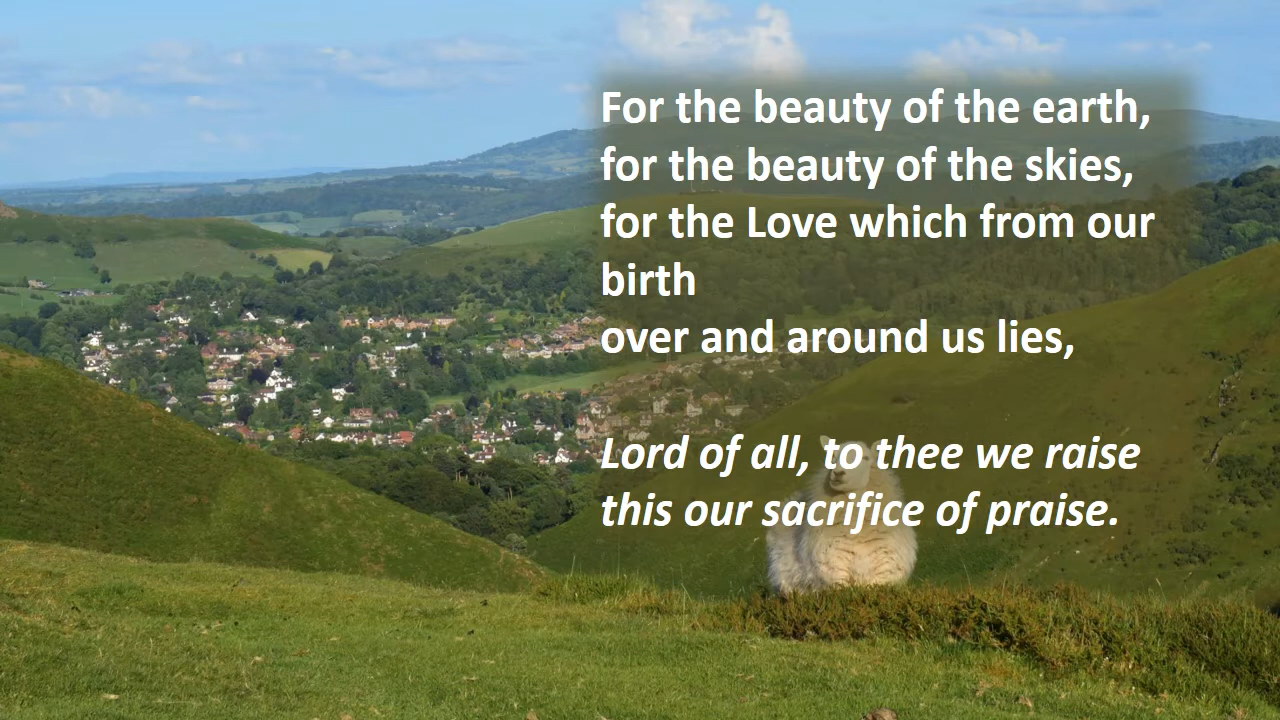 For the beauty of the earth,
for the beauty of the skies,
for the Love which from our
birth
over and around us lies,
Lord of all, to thee we raise
this our sacrifice of praise.